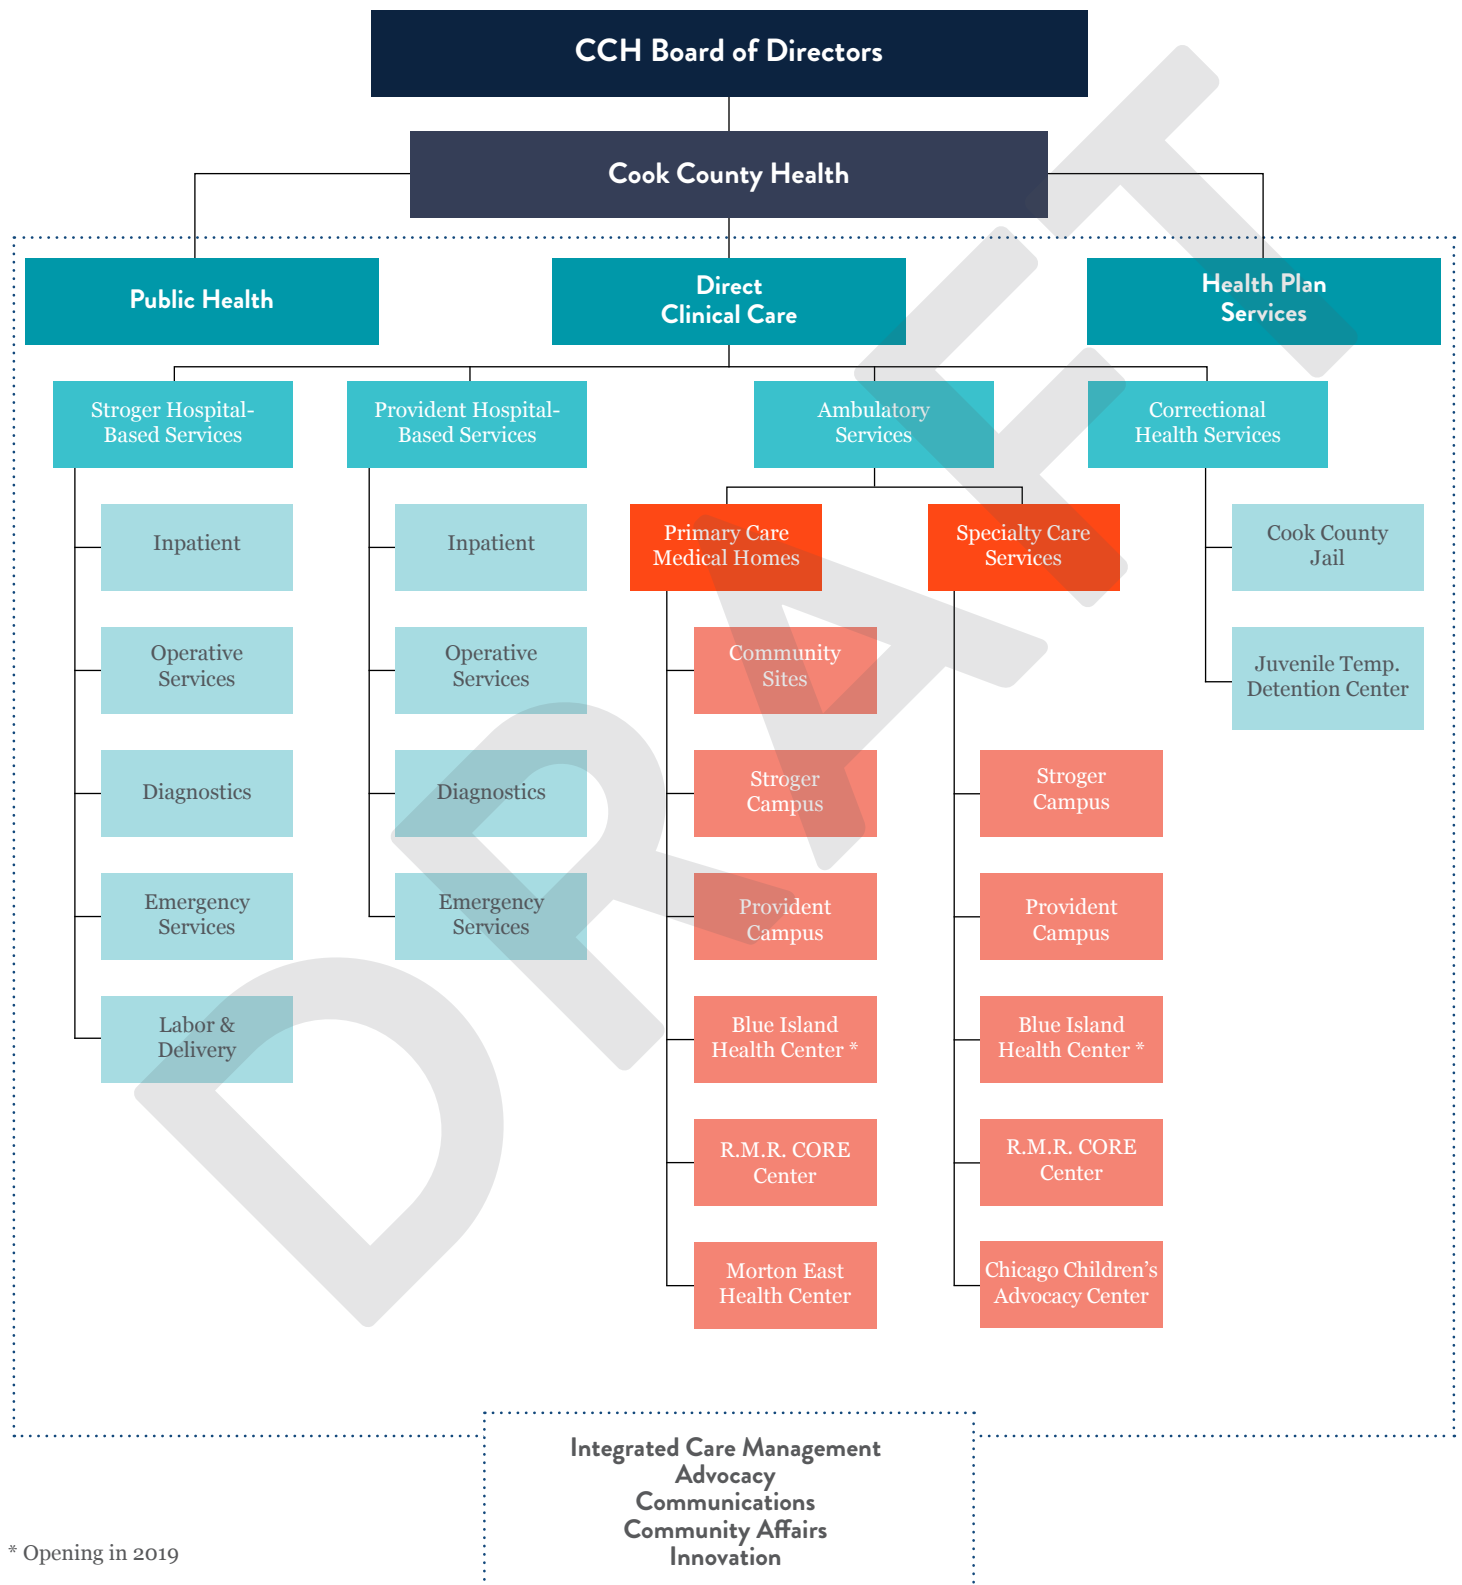 CCH Board of Directors
Cook County Health
Public Health
Direct
Clinical Care
Health Plan
Services
Stroger Hospital-
Based Services
Provident Hospital-
Based Services
Ambulatory
Services
Correctional
Health Services
Inpatient
Operative
Services
Diagnostics
Emergency
Services
Labor &
Delivery
Inpatient
Operative
Services
Diagnostics
Emergency
Services
Primary Care
Medical Homes
Community
Sites
Stroger
Campus
Provident
Campus
Blue Island
Health Center *
R.M.R. CORE
Center
Morton East
Health Center
Specialty Care
Services
Stroger
Campus
Provident
Campus
Blue Island
Health Center *
R.M.R. CORE
Center
Chicago Children’s
Advocacy Center
Cook County
Jail
Juvenile Temp.
Detention Center
Integrated Care Management
Advocacy
Communications
Community Affairs
Innovation
* Opening in 2019
DRAFT